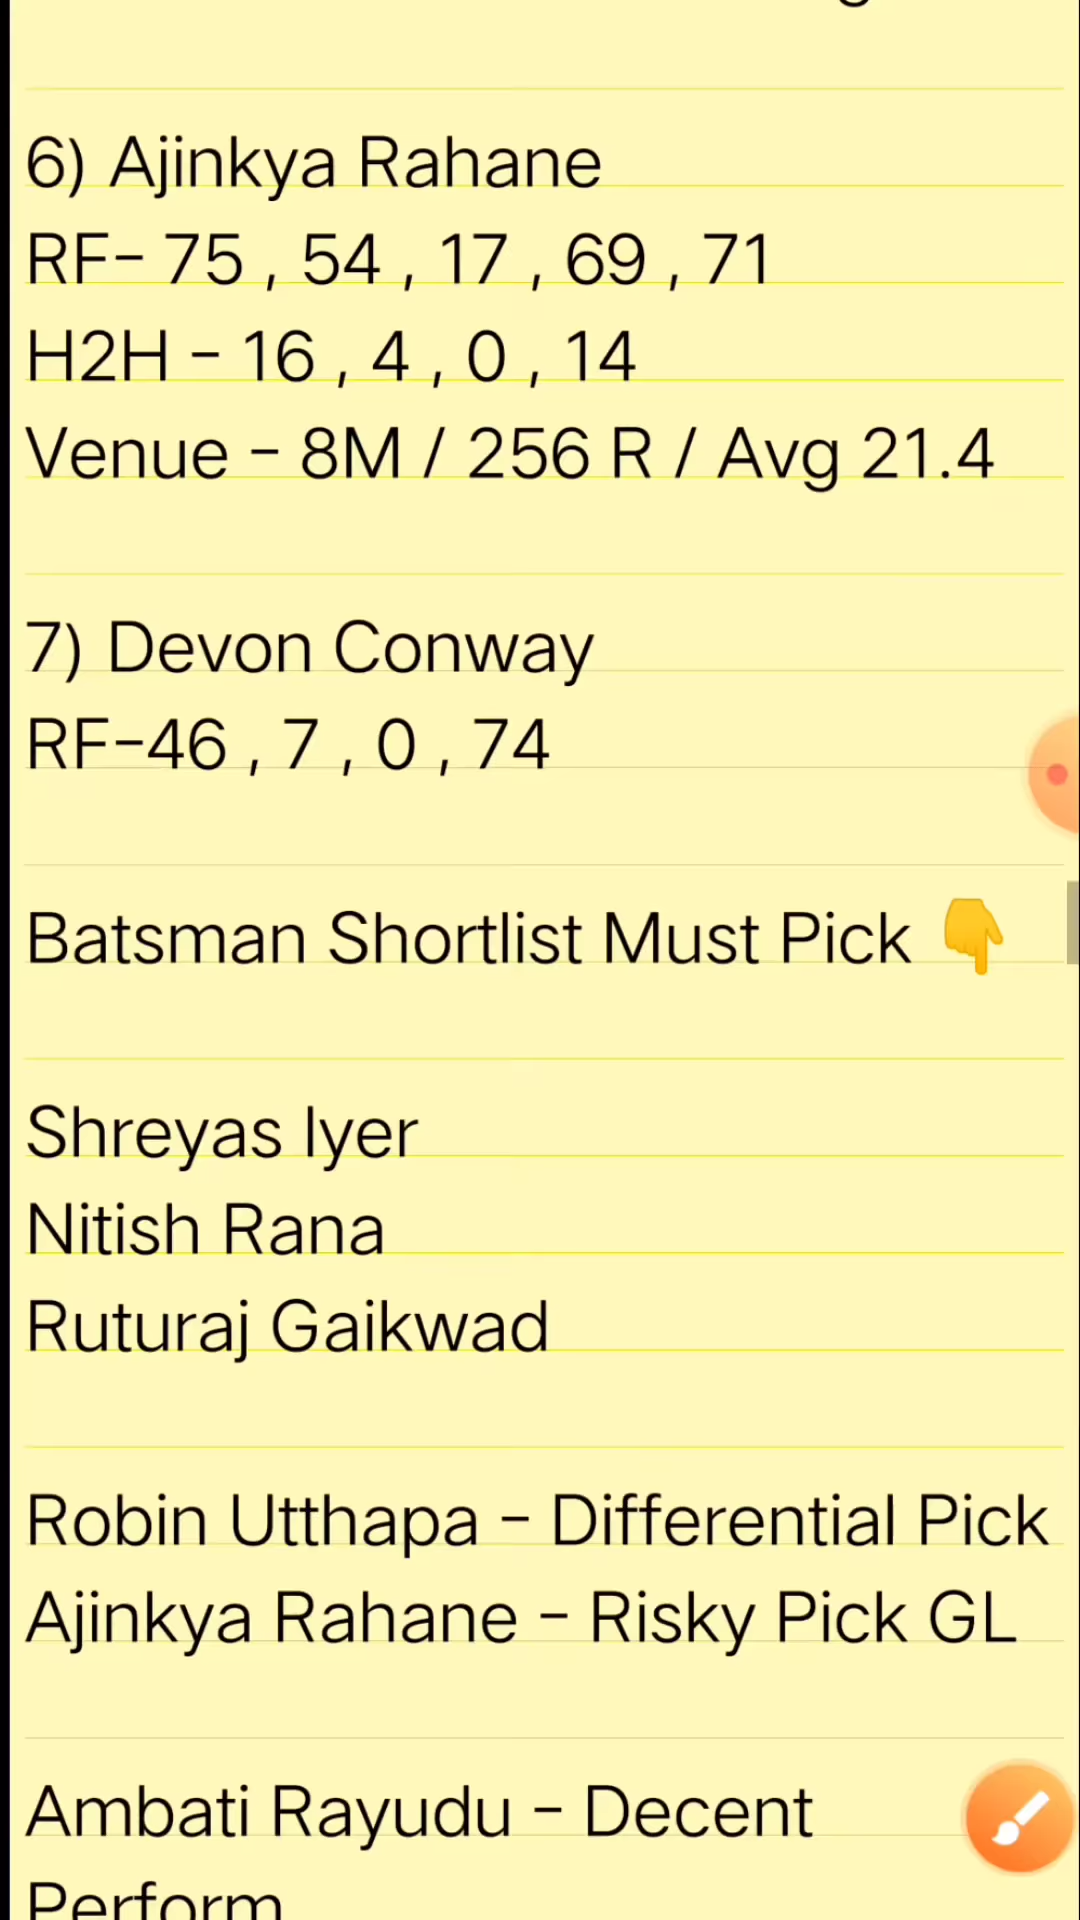 6) Ajinkya Rahane
RF- 75 , 54 , 17 , 69 , 71
H2H - 16 , 4 , 0 , 14
Venue - 8M / 256 R / Avg 21.4
7) Devon Conway
RF-46 , 7 , 0 , 74
Batsman Shortlist Must Pick 👇
Shreyas Iyer
Nitish Rana
Ruturaj Gaikwad
Robin Utthapa - Differential Pick
Ajinkya Rahane - Risky Pick GL
Ambati Rayudu - Decent
Perform